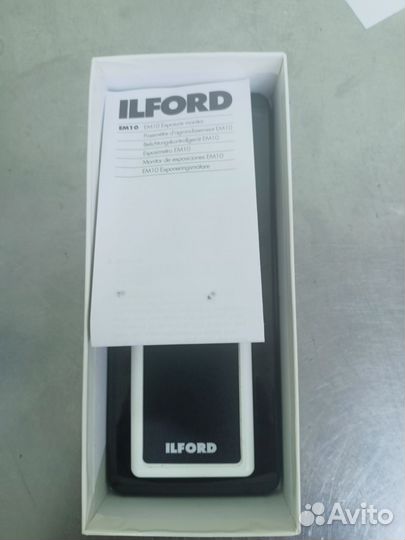 ILFORD
EM10 EM10 Exposure monitor
Posemètre d'agrandissement EM10
Belichtungskontrollgerät EM10
Esposimetro EM10
Monitor de exposiciones EM10
EM10 Exponeringsmätare
ILFORD
Avito